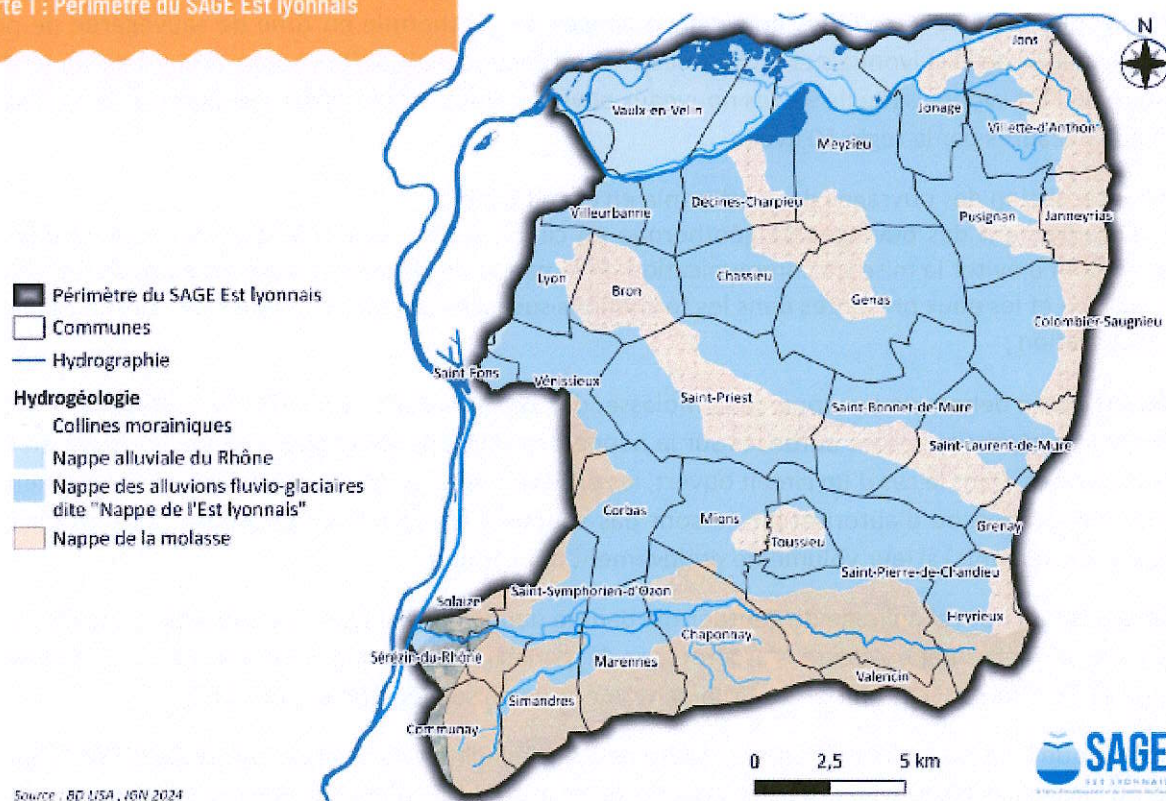 rte 1 : Périmètre du SAGE Est lyonnais
N
Jons
Vaulx-en-Velin
Jonage
Villette-d'Anthon
Meyzieu
Décines-Charpieu
Villeurbanne
Pusignan
Janneyrias
Lyon
Bron
Chassieu
Genas
Colombier-Saugnieu
Périmètre du SAGE Est lyonnais
Communes
Hydrographie
Hydrogéologie
Collines morainiques
Nappe alluviale du Rhône
Nappe des alluvions fluvio-glaciaires
dite "Nappe de l'Est lyonnais"
Nappe de la molasse
Saint-Fons
Vénissieux
Saint-Priest
Saint-Bonnet-de-Mure
Saint-Laurent-de-Mure
Corbas
Mions
Toussieu
Grenay
Saint-Pierre-de-Chandieu
Solaize
Saint-Symphorien-d'Ozon
Heyrieux
Sérézin-du-Rhône
Marennes
Chaponnay
Valencin
Simandres
Communay
0 2,5 5 km
SAGE
EST LYONNAIS
Source : BD LISA, IGN 2024